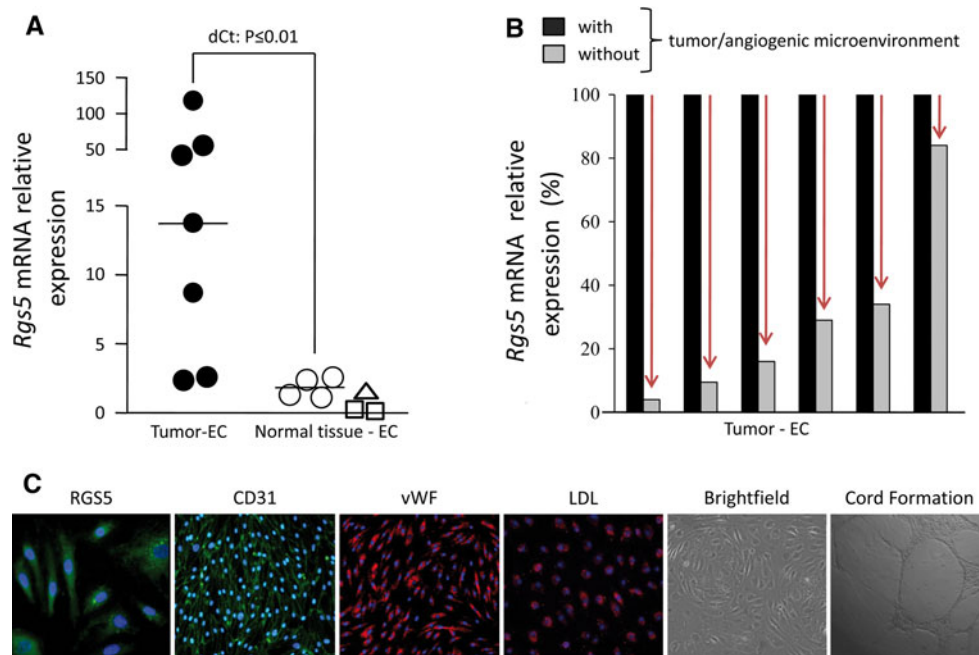 A
dCt: P≤0.01
150
100
50
15
10
5
0
Rgs5 mRNA relative
expression
Tumor-EC
Normal tissue - EC
B
with
without
tumor/angiogenic microenvironment
100
80
60
40
20
0
Rgs5 mRNA relative
expression (%)
Tumor - EC
C
RGS5
CD31
vWF
LDL
Brightfield
Cord Formation